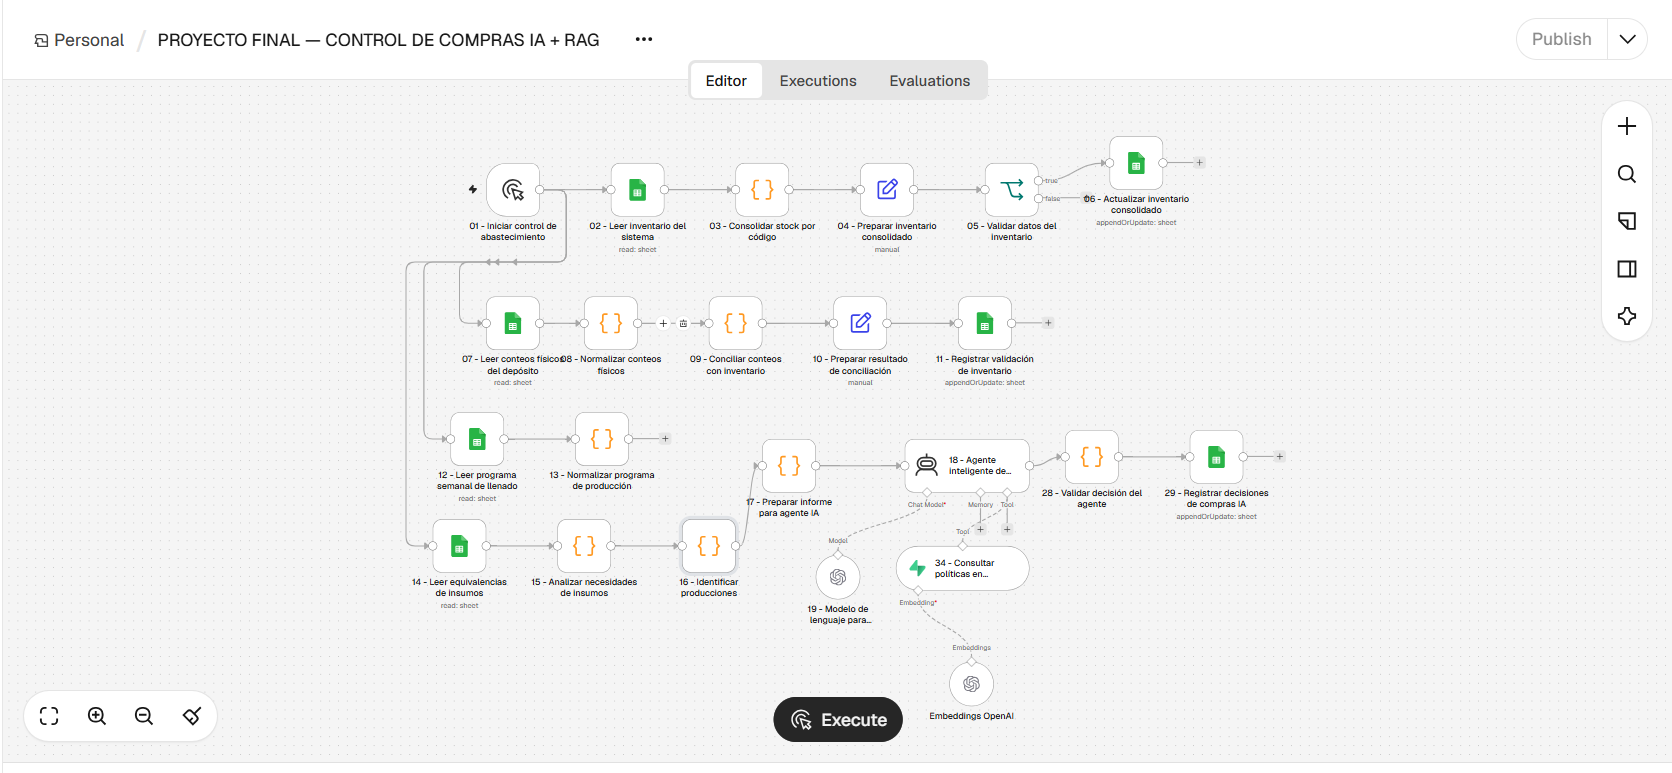 Personal / PROYECTO FINAL — CONTROL DE COMPRAS IA + RAG ...
Publish
Editor Executions Evaluations
true
false
01 - Iniciar control de
abastecimiento
02 - Leer inventario del
sistema
read: sheet
03 - Consolidar stock por
código
04 - Preparar inventario
consolidado
manual
05 - Validar datos del
inventario
06 - Actualizar inventario
consolidado
appendOrUpdate: sheet
07 - Leer conteos físicos
del depósito
read: sheet
08 - Normalizar conteos
físicos
09 - Conciliar conteos
con inventario
10 - Preparar resultado
de conciliación
manual
11 - Registrar validación
de inventario
appendOrUpdate: sheet
12 - Leer programa
semanal de llenado
read: sheet
13 - Normalizar programa
de producción
14 - Leer equivalencias
de insumos
read: sheet
15 - Analizar necesidades
de insumos
16 - Identificar
producciones
17 - Preparar informe
para agente IA
18 - Agente
inteligente de...
Chat Model*
Memory
Tool
28 - Validar decisión del
agente
29 - Registrar decisiones
de compras IA
appendOrUpdate: sheet
Model
19 - Modelo de
lenguaje para...
Tool
34 - Consultar
políticas en...
Embedding*
Embeddings
Embeddings OpenAI
Execute